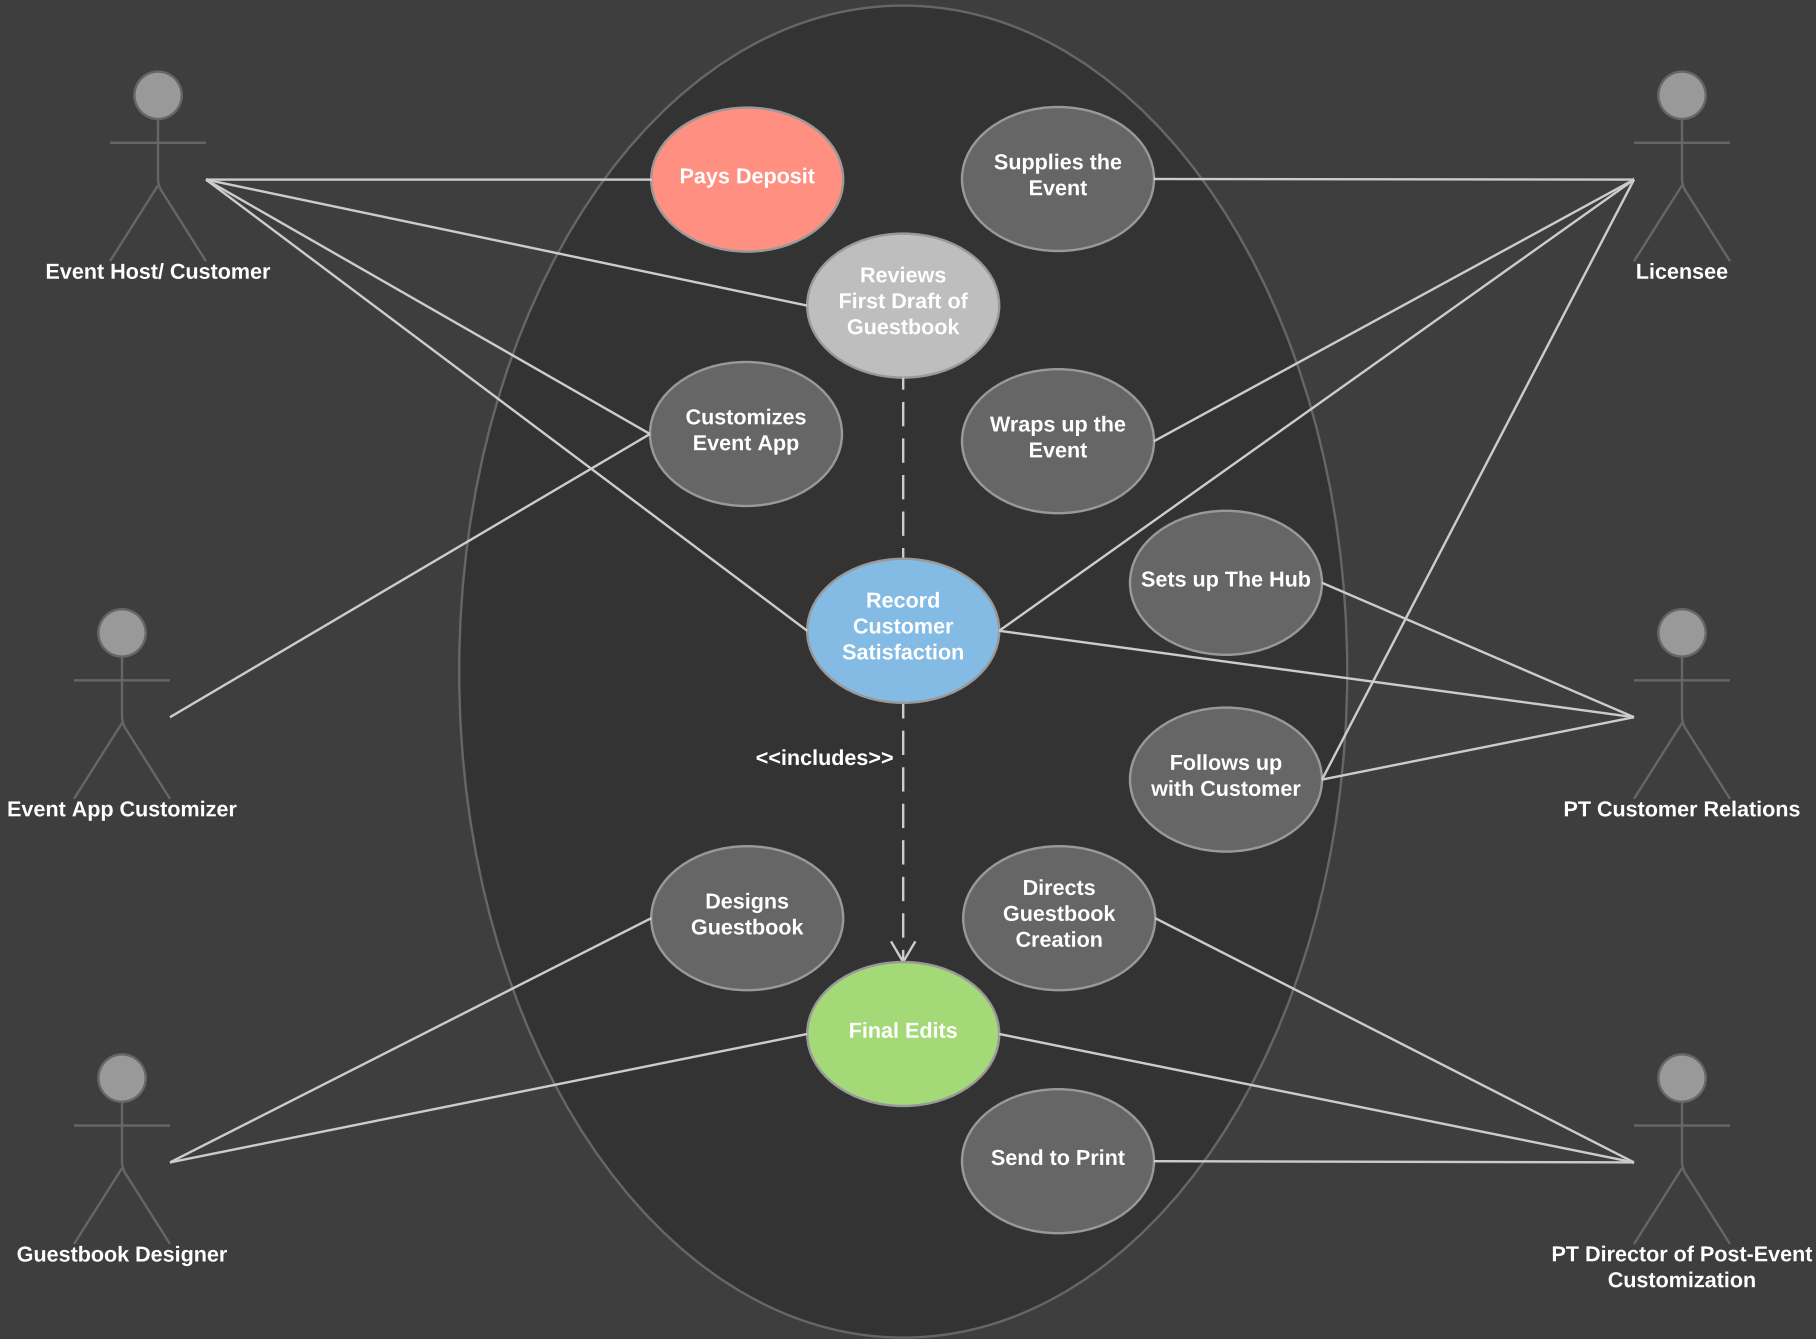 Pays Deposit
Supplies the
Event
Event Host/ Customer
Licensee
Reviews
First Draft of
Guestbook
Customizes
Event App
Wraps up the
Event
Sets up The Hub
Record
Customer
Satisfaction
<<includes>>
Follows up
with Customer
Event App Customizer
PT Customer Relations
Designs
Guestbook
Directs
Guestbook
Creation
Final Edits
Send to Print
Guestbook Designer
PT Director of Post-Event
Customization